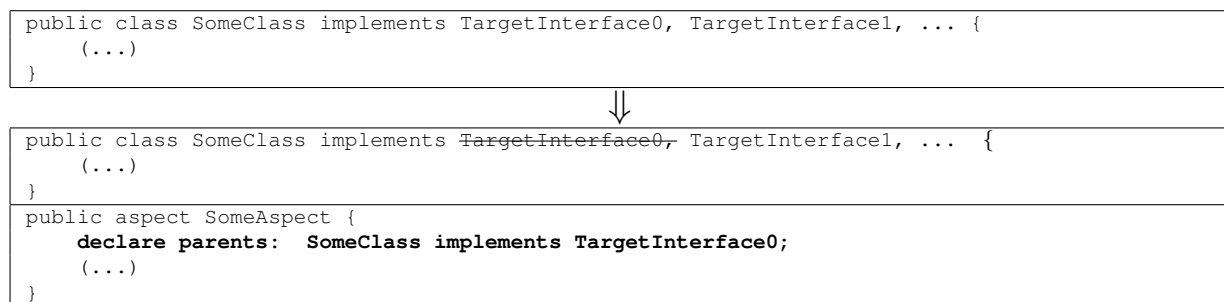 public class SomeClass implements TargetInterface0, TargetInterface1, ... {
(...)
}
⇓
public class SomeClass implements TargetInterface0, TargetInterface1, ... {
(...)
}
public aspect SomeAspect {
declare parents: SomeClass implements TargetInterface0;
(...)
}